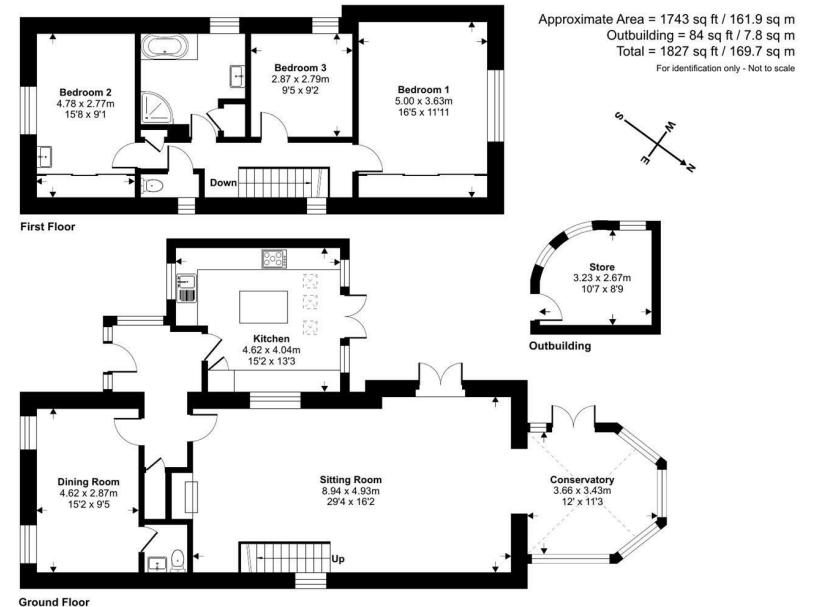 Approximate Area = 1743 sq ft / 161.9 sq m
Outbuilding = 84 sq ft / 7.8 sq m
Total = 1827 sq ft / 169.7 sq m
For identification only - Not to scale
Bedroom 2
4.78 x 2.77m
15'8 x 9'1
Bedroom 3
2.87 x 2.79m
9'5 x 9'2
Bedroom 1
5.00 x 3.63m
16'5 x 11'11
Down
First Floor
S
W
E
N
Store
3.23 x 2.67m
10'7 x 8'9
Outbuilding
Kitchen
4.62 x 4.04m
15'2 x 13'3
Dining Room
4.62 x 2.87m
15'2 x 9'5
Sitting Room
8.94 x 4.93m
29'4 x 16'2
Conservatory
3.66 x 3.43m
12' x 11'3
Up
Ground Floor